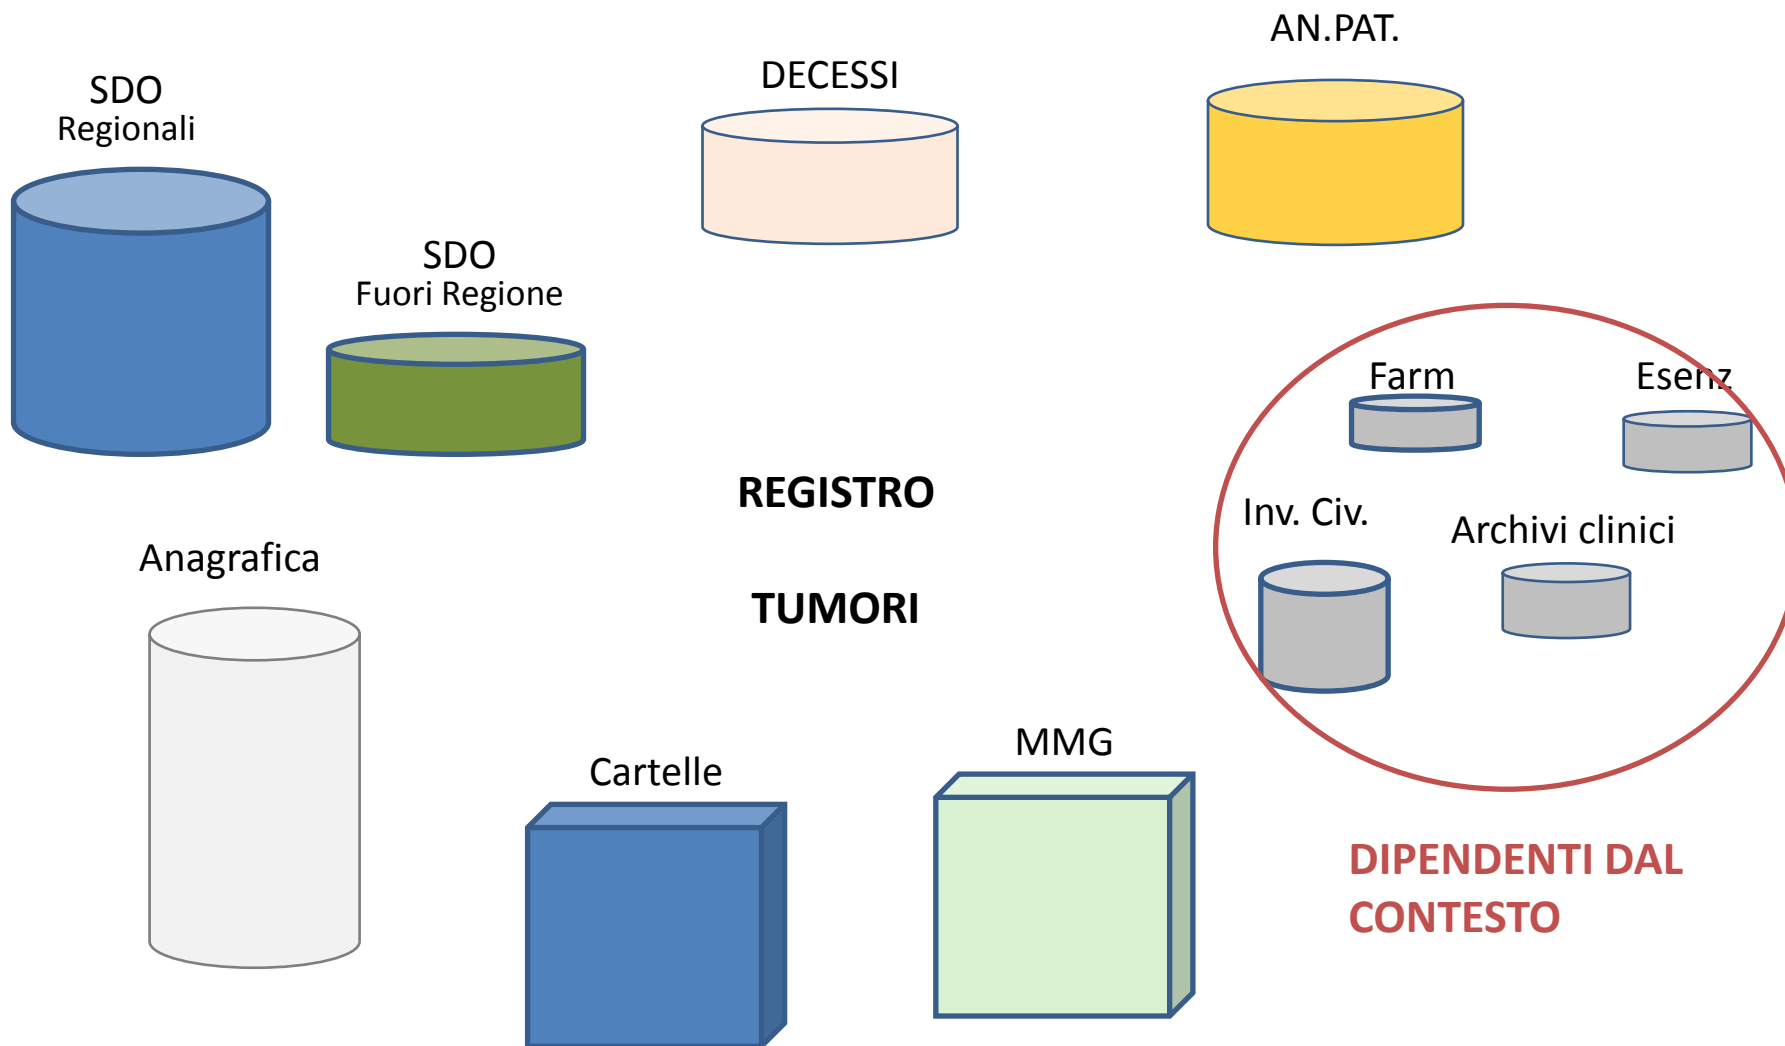 SDO
Regionali
SDO
Fuori Regione
DECESSI
AN.PAT.
Farm
Esenz
Inv. Civ.
Archivi clinici
REGISTRO
TUMORI
Anagrafica
Cartelle
MMG
DIPENDENTI DAL
CONTESTO